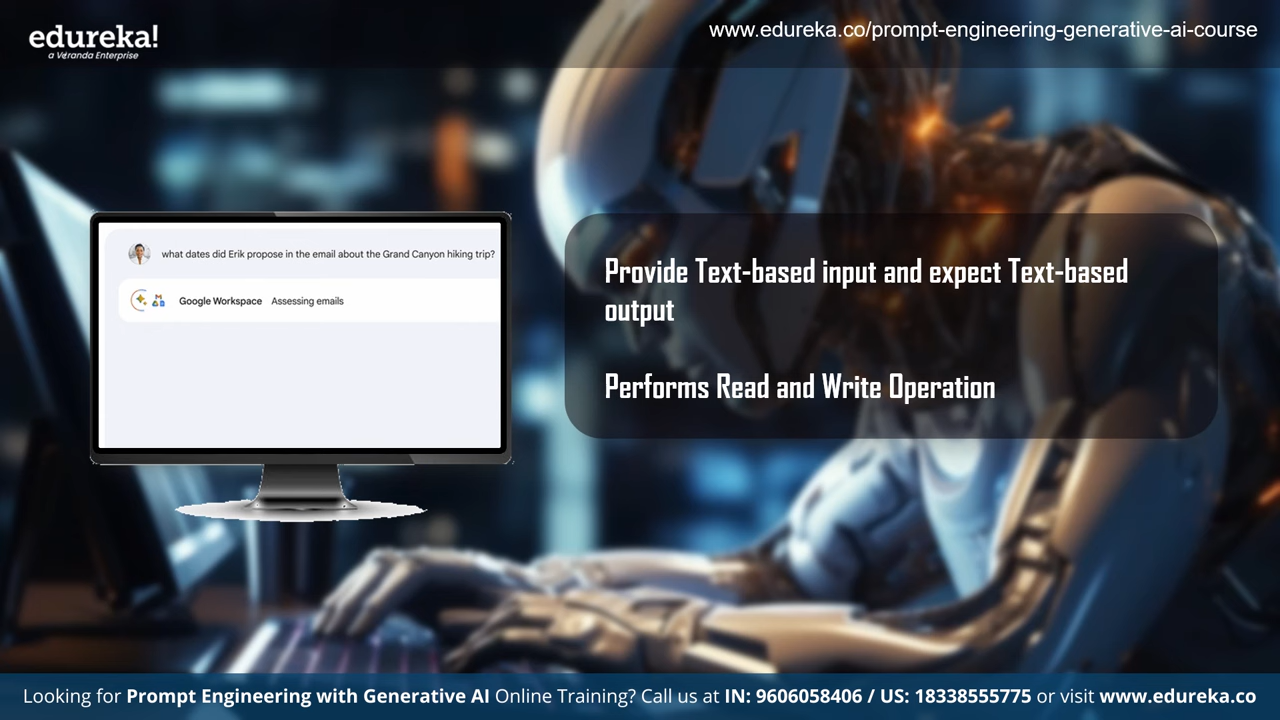 edureka!
a Veranda Enterprise
www.edureka.co/prompt-engineering-generative-ai-course
what dates did Erik propose in the email about the Grand Canyon hiking trip?
Google Workspace Assessing emails
Provide Text-based input and expect Text-based
output
Performs Read and Write Operation
Looking for Prompt Engineering with Generative AI Online Training? Call us at IN: 9606058406 / US: 18338555775 or visit www.edureka.co